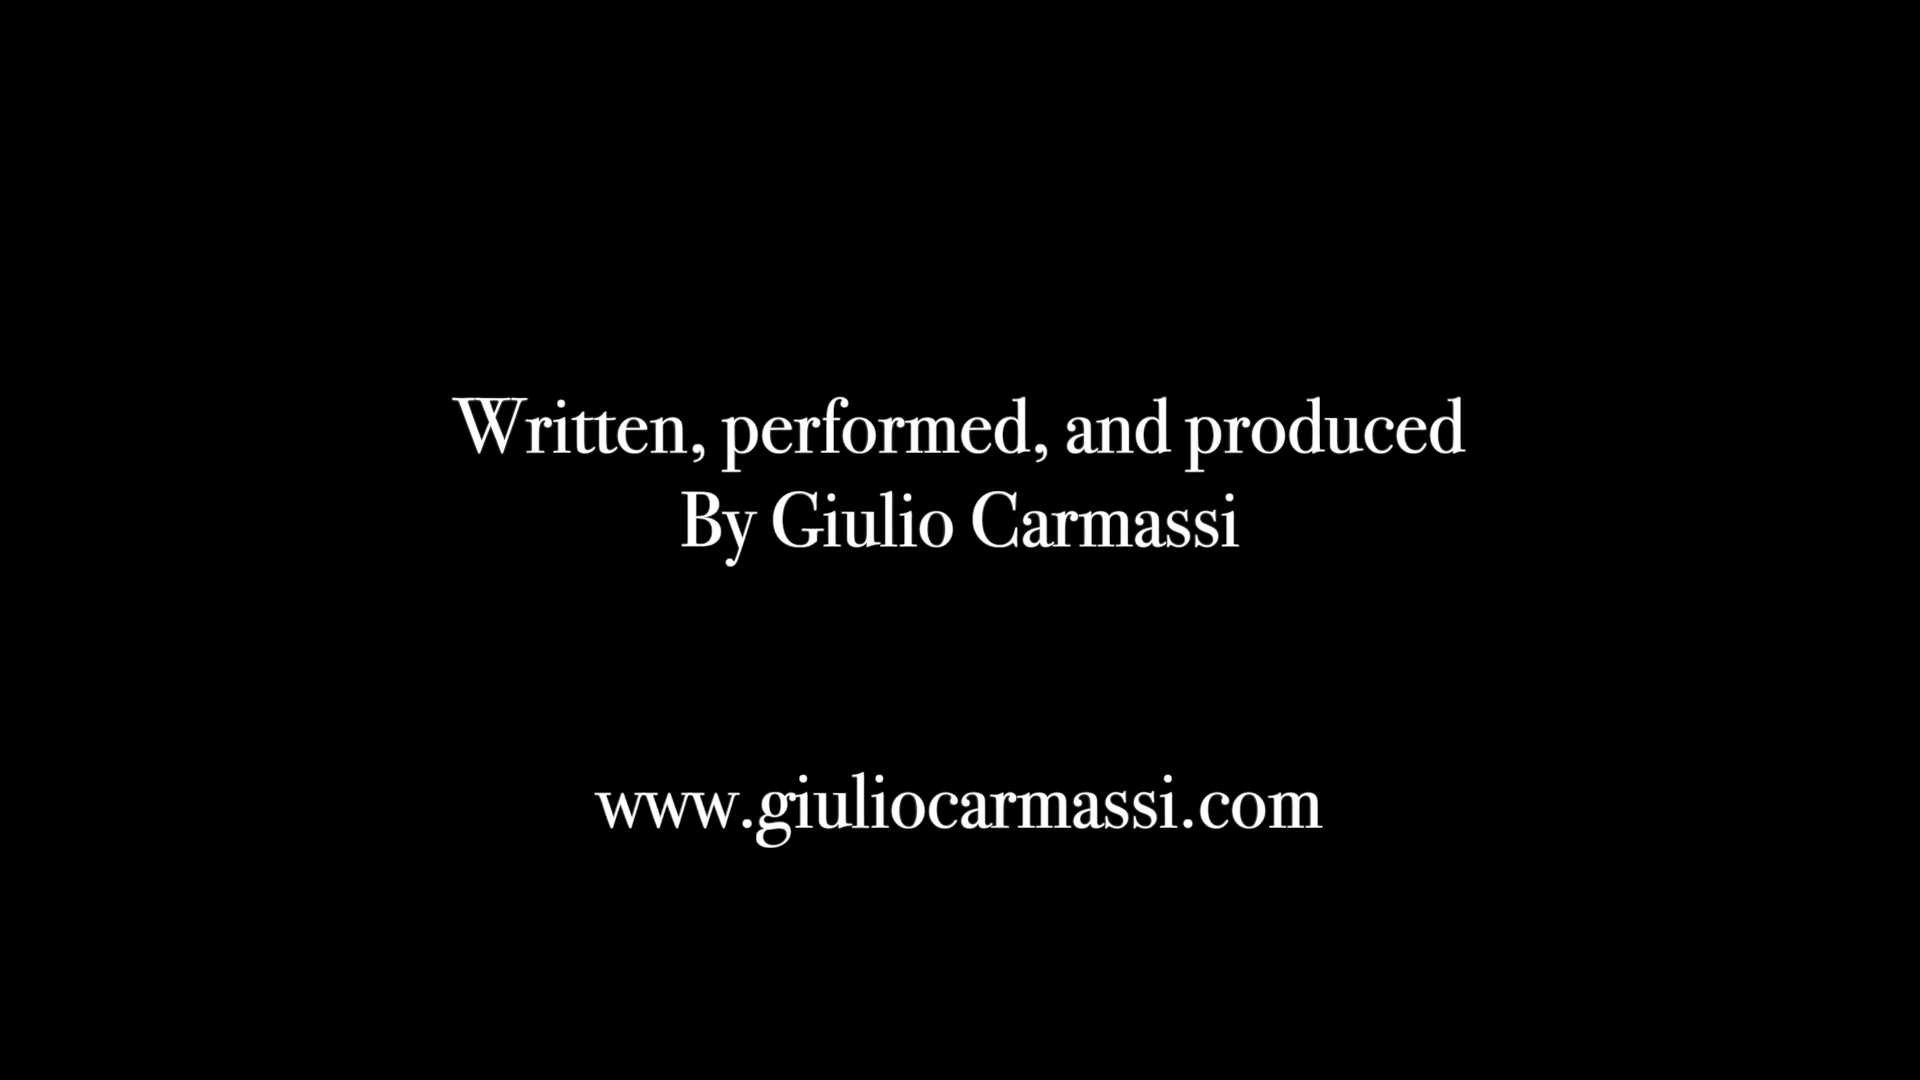 Written, performed, and produced
By Giulio Carmassi
www.giuliocarmassi.com